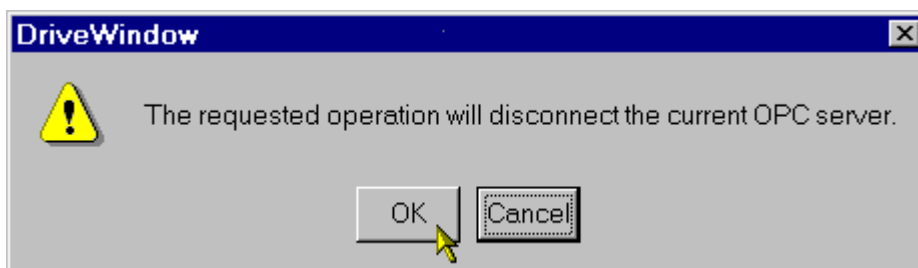 DriveWindow
The requested operation will disconnect the current OPC server.
OK Cancel